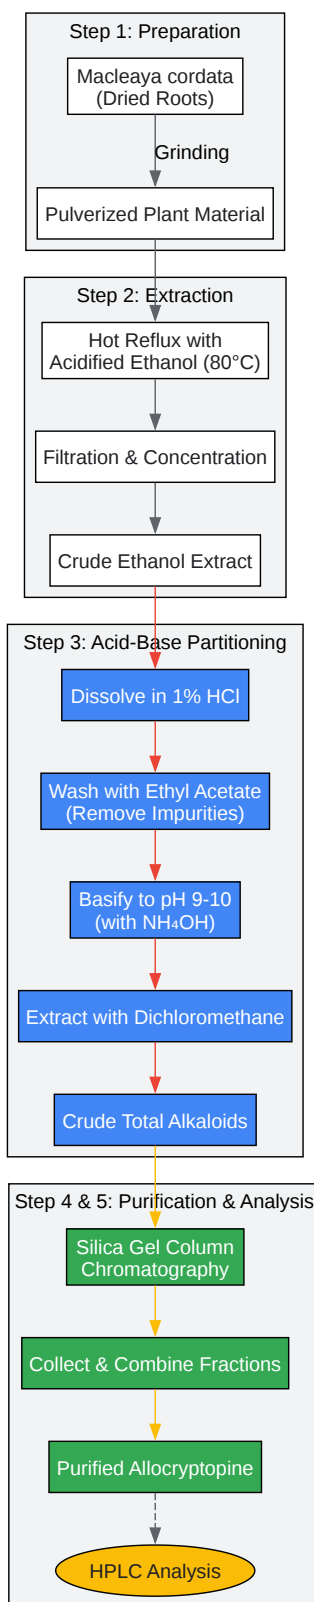 Step 1: Preparation
Macleaya cordata
(Dried Roots)
Grinding
Pulverized Plant Material
Step 2: Extraction
Hot Reflux with
Acidified Ethanol (80°C)
Filtration & Concentration
Crude Ethanol Extract
Step 3: Acid-Base Partitioning
Dissolve in 1% HCl
Wash with Ethyl Acetate
(Remove Impurities)
Basify to pH 9-10
(with NH₄OH)
Extract with Dichloromethane
Crude Total Alkaloids
Step 4 & 5: Purification & Analysis
Silica Gel Column
Chromatography
Collect & Combine Fractions
Purified Allocryptopine
HPLC Analysis